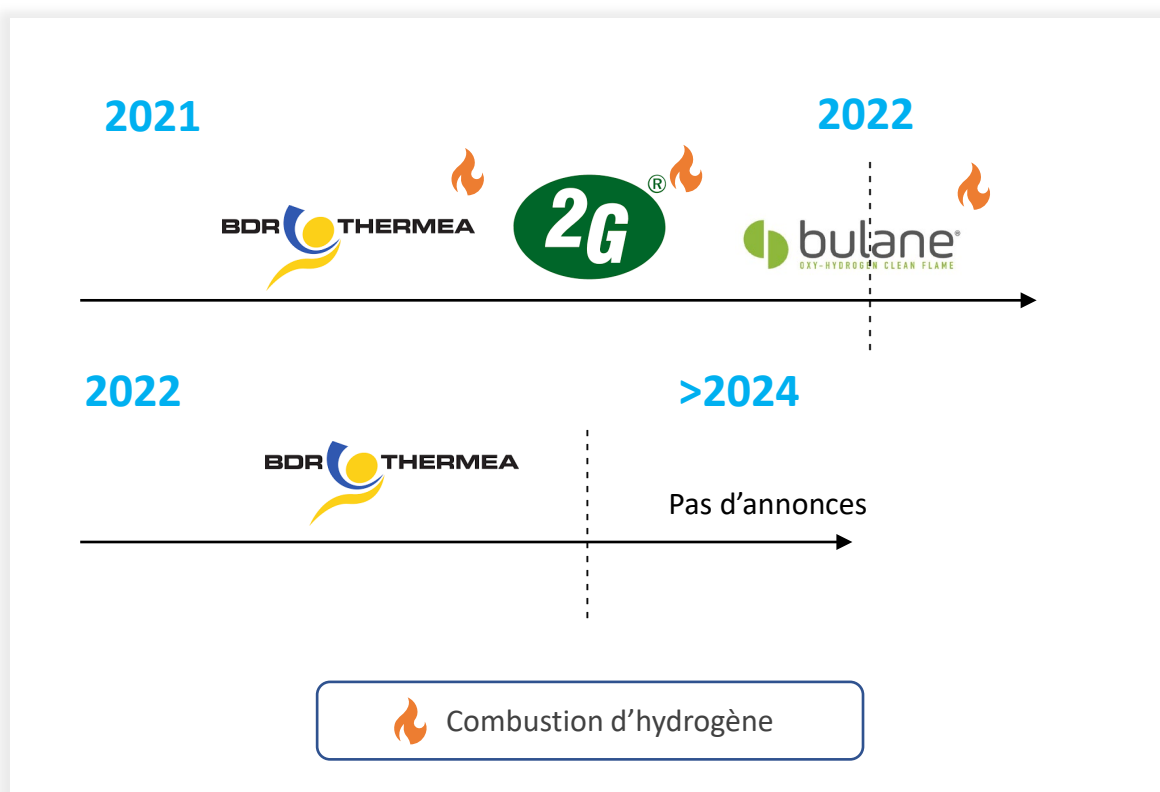 2021
2022
BDR THERMEA
2G®
bulane®
OXY-HYDROGEN CLEAN FLAME
2022
>2024
BDR THERMEA
Pas d’annonces
Combustion d’hydrogène